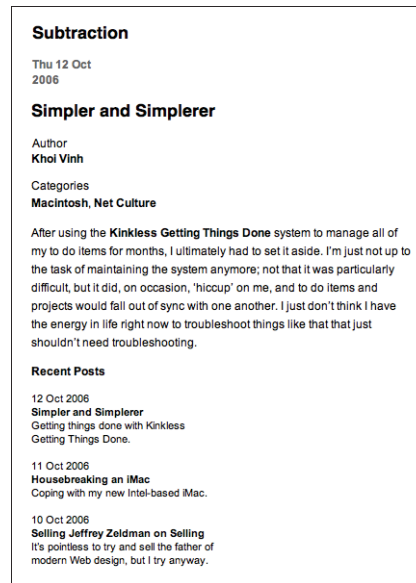 Subtraction
Thu 12 Oct
2006
Simpler and Simplerer
Author
Khoi Vinh
Categories
Macintosh, Net Culture
After using the Kinkless Getting Things Done system to manage all of
my to do items for months, I ultimately had to set it aside. I'm just not up to
the task of maintaining the system anymore; not that it was particularly
difficult, but it did, on occasion, ‘hiccup’ on me, and to do items and
projects would fall out of sync with one another. I just don't think I have
the energy in life right now to troubleshoot things like that that just
shouldn't need troubleshooting.
Recent Posts
12 Oct 2006
Simpler and Simplerer
Getting things done with Kinkless
Getting Things Done.
11 Oct 2006
Housebreaking an iMac
Coping with my new Intel-based iMac.
10 Oct 2006
Selling Jeffrey Zeldman on Selling
It's pointless to try and sell the father of
modern Web design, but I try anyway.